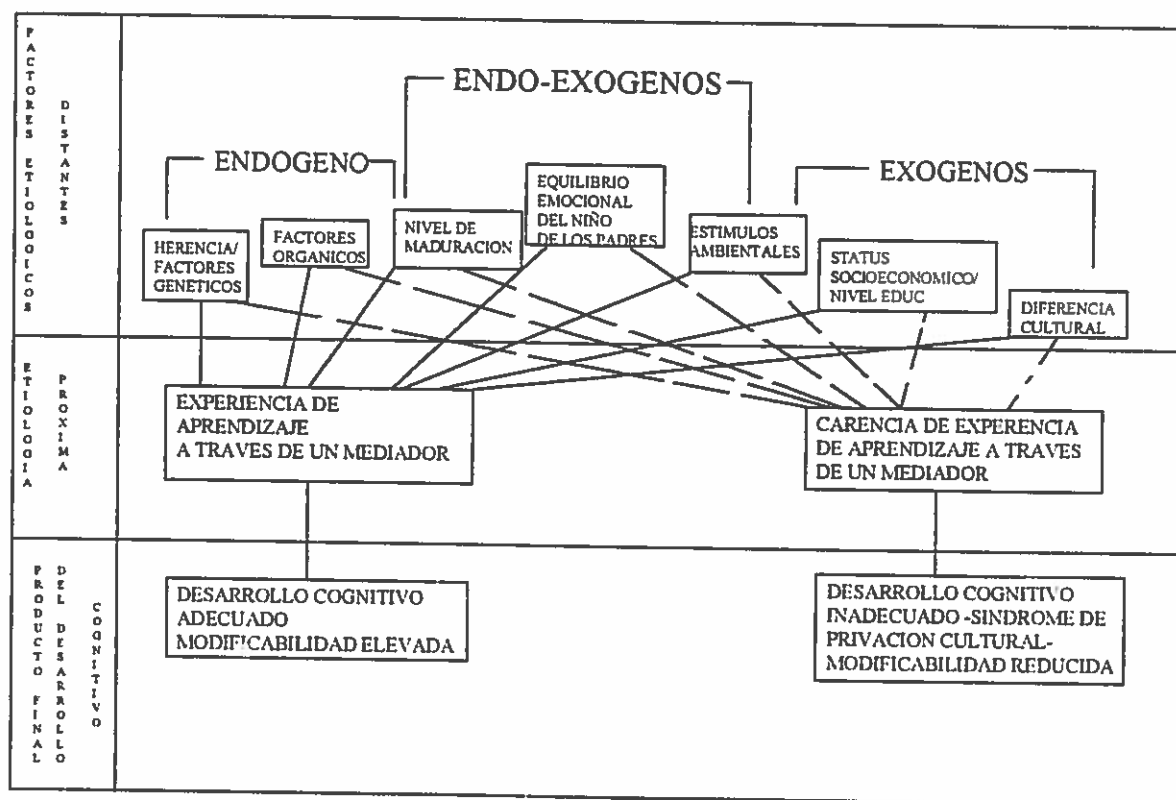 FACTORES ETIOLOGICOS
DISTANTES
ENDO-EXOGENOS
ENDOGENO
EXOGENOS
HERENCIA/
FACTORES
GENETICOS
FACTORES
ORGANICOS
NIVEL DE
MADURACION
EQUILIBRIO
EMOCIONAL
DEL NIÑO
DE LOS PADRES
ESTIMULOS
AMBIENTALES
STATUS
SOCIOECONOMICO/
NIVEL EDUC
DIFERENCIA
CULTURAL
ETIOLOGIA
PROXIMA
EXPERIENCIA DE
APRENDIZAJE
A TRAVES DE UN MEDIADOR
CARENCIA DE EXPERENCIA
DE APRENDIZAJE A TRAVES
DE UN MEDIADOR
PRODUCTO FINAL
DEL DESARROLLO
COGNITIVO
DESARROLLO COGNITIVO
ADECUADO
MODIFICABILIDAD ELEVADA
DESARROLLO COGNITIVO
INADECUADO -SINDROME DE
PRIVACION CULTURAL-
MODIFICABILIDAD REDUCIDA